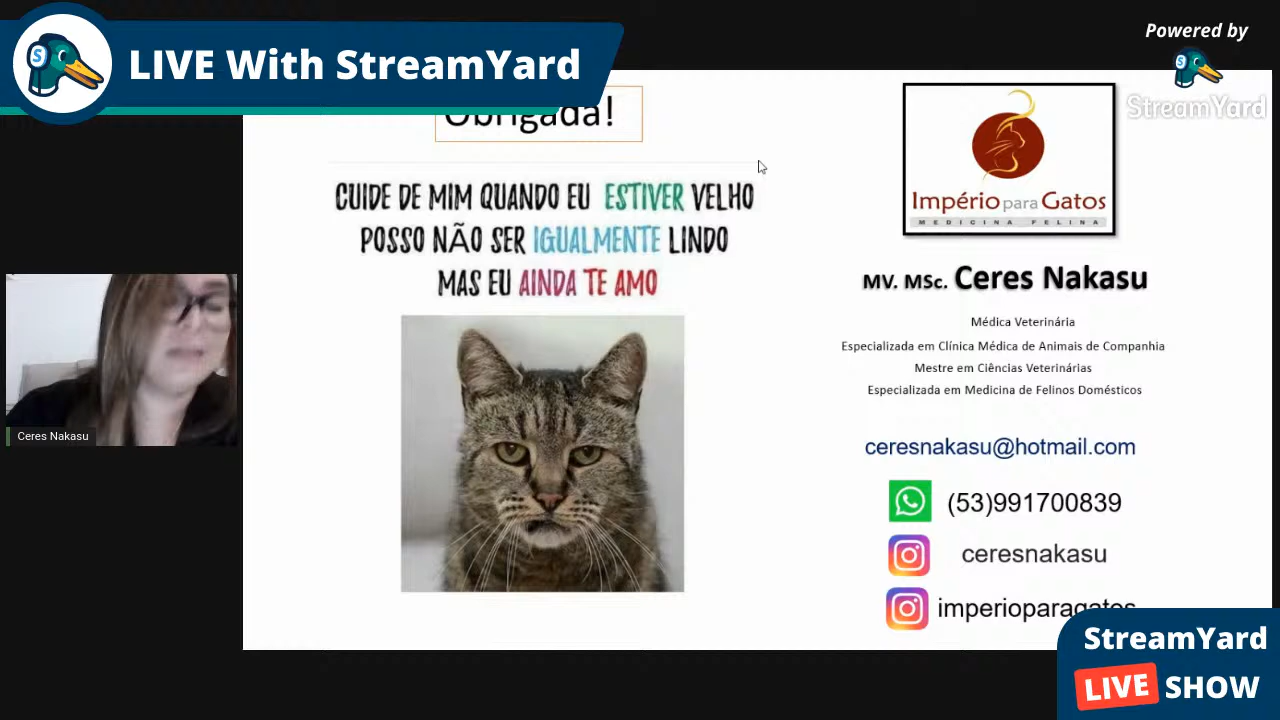 LIVE With StreamYard
Powered by
StreamYard
Obrigada!
CUIDE DE MIM QUANDO EU ESTIVER VELHO
POSSO NÃO SER IGUALMENTE LINDO
MAS EU AINDA TE AMO
Império para Gatos
MEDICINA FELINA
MV. MSc. Ceres Nakasu
Médica Veterinária
Especializada em Clínica Médica de Animais de Companhia
Mestre em Ciências Veterinárias
Especializada em Medicina de Felinos Domésticos
ceresnakasu@hotmail.com
(53)991700839
ceresnakasu
imperioparagatos
Ceres Nakasu
StreamYard
LIVE SHOW